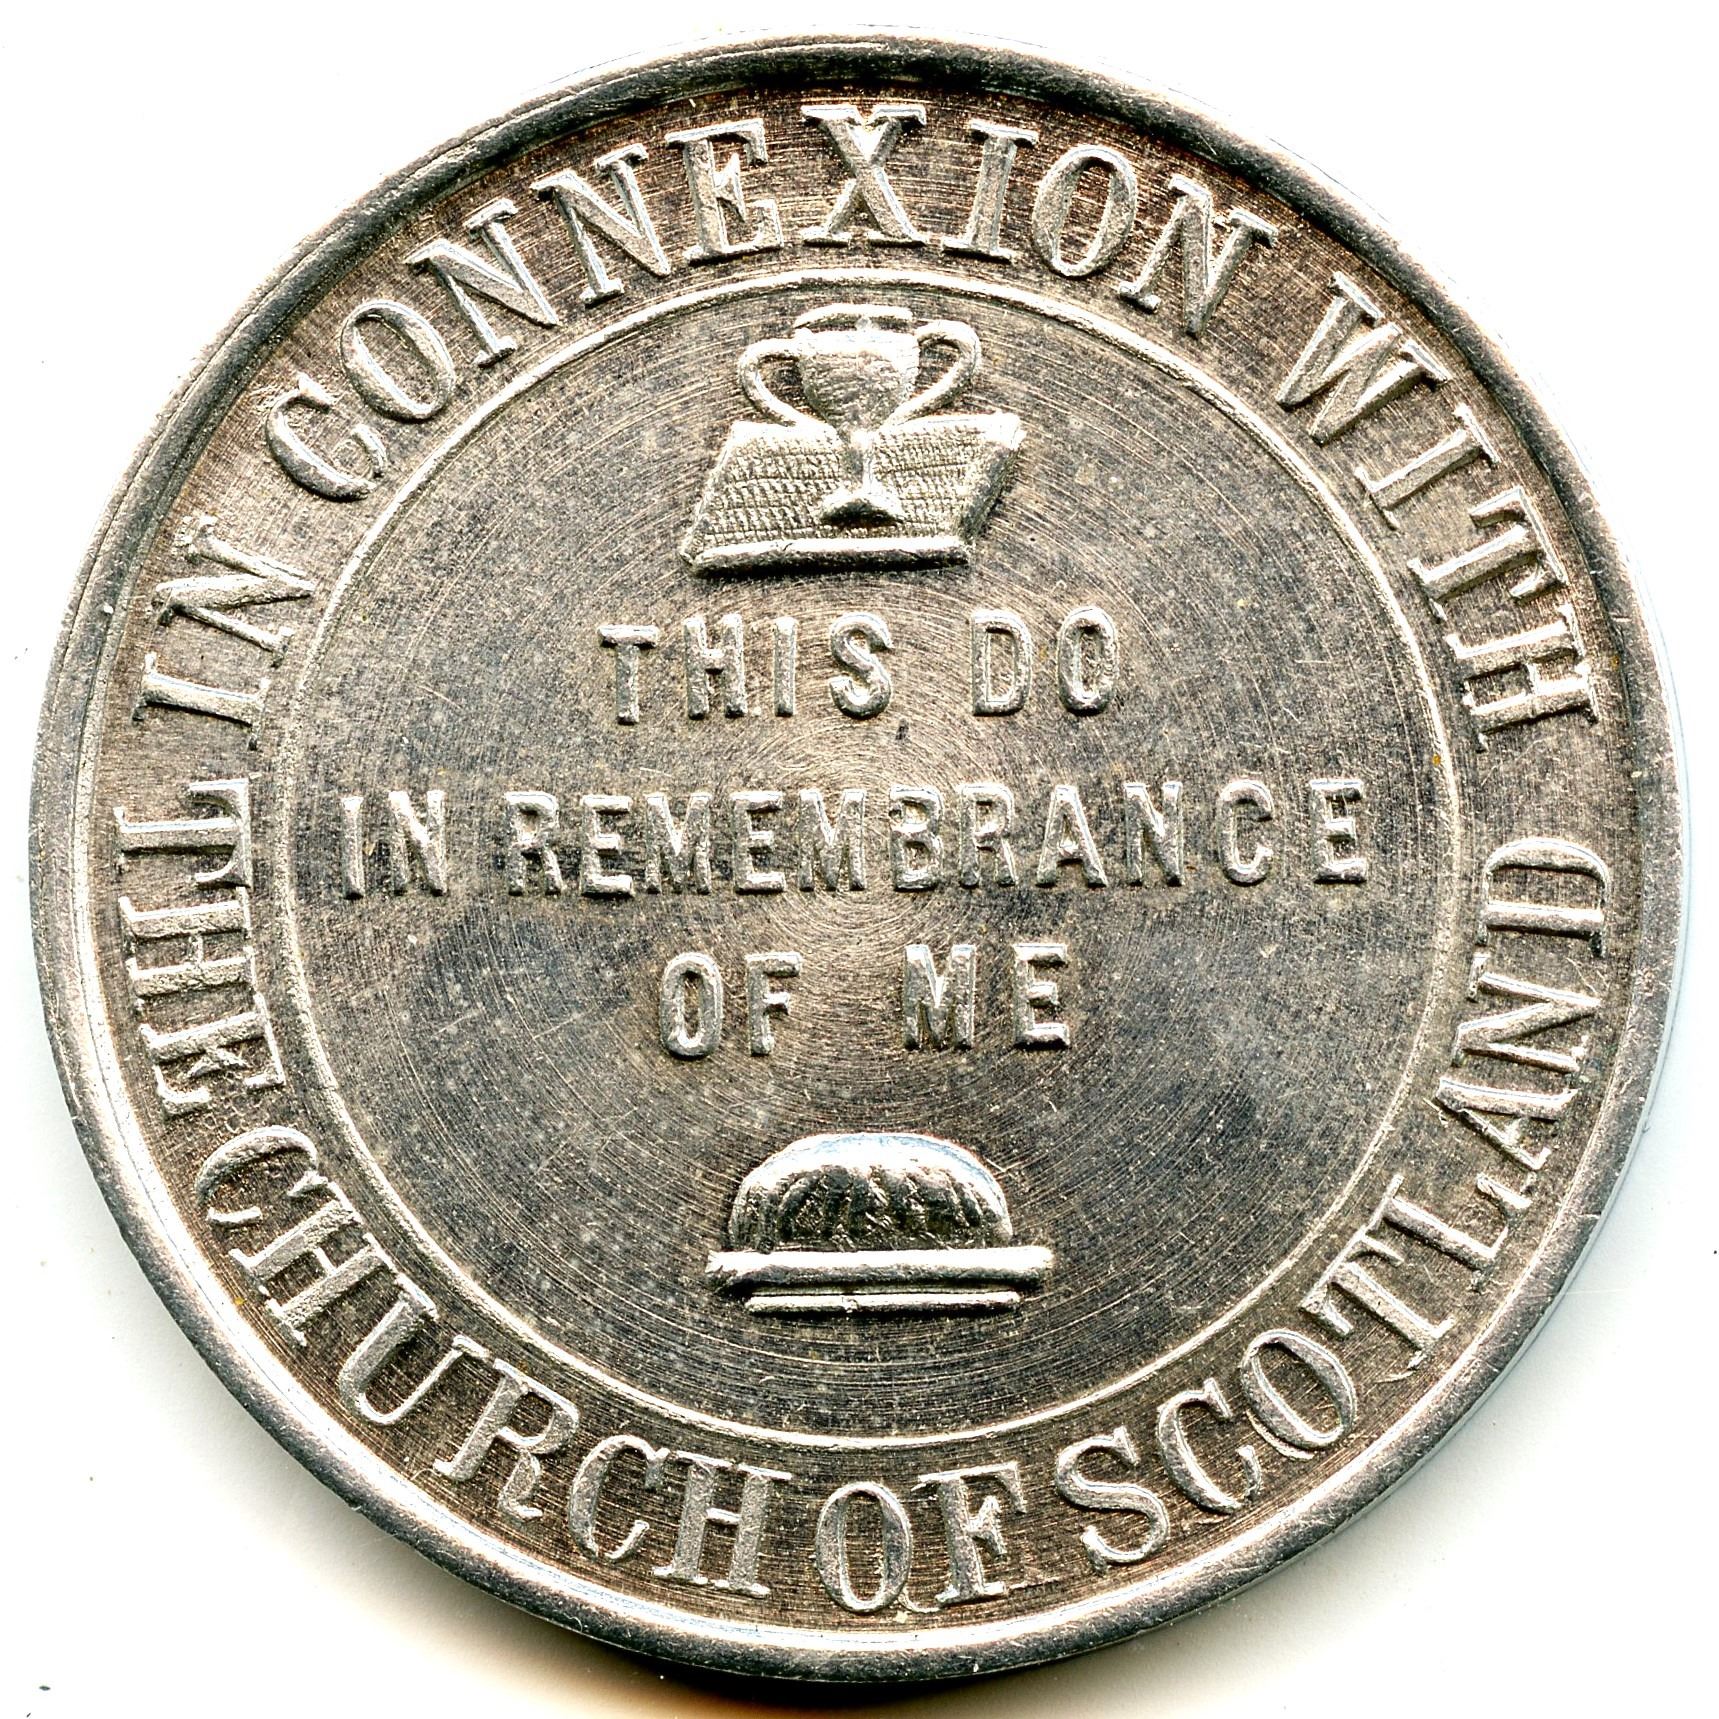 IN CONNEXION WITH
THE CHURCH OF SCOTLAND
THIS DO
IN REMEMBRANCE
OF ME